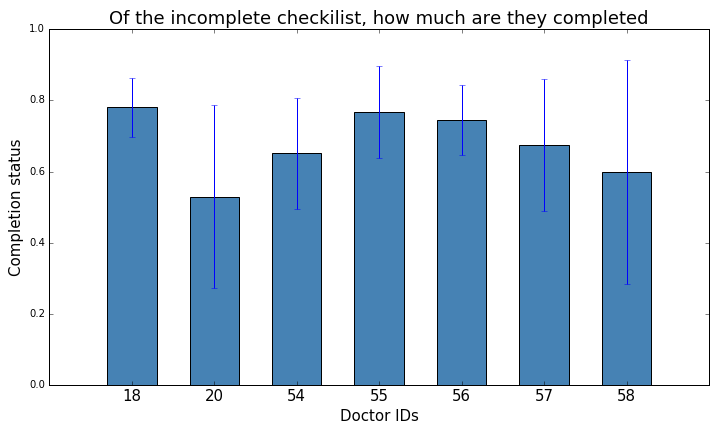 Of the incomplete checkilist, how much are they completed
1.0
0.8
0.6
0.4
0.2
0.0
Completion status
18 20 54 55 56 57 58
Doctor IDs